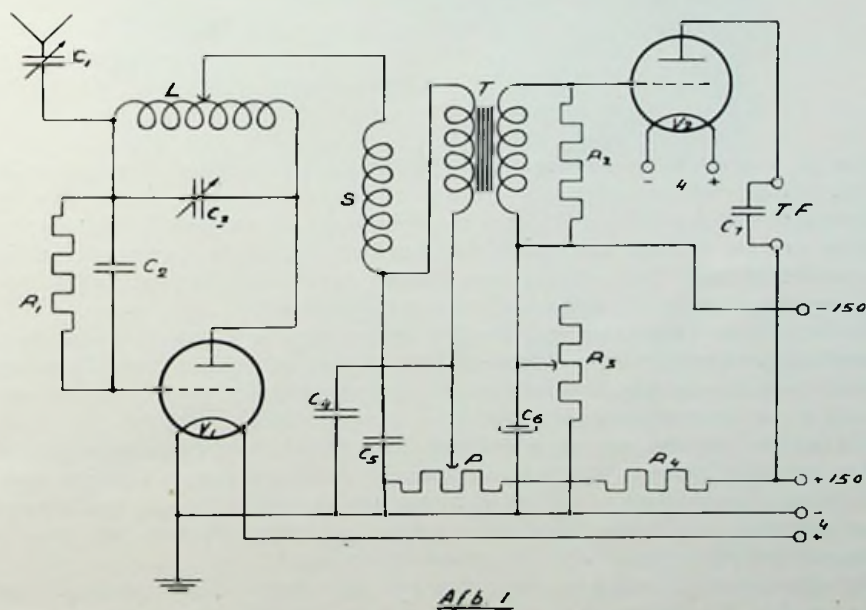 C1
L
T
V2
R2
S
- 4 +
C3
C7 TF
C2
R1
- 150
R3
C4
C6
V1
C5
P
R4
+ 150
-
4
+
Afb 1